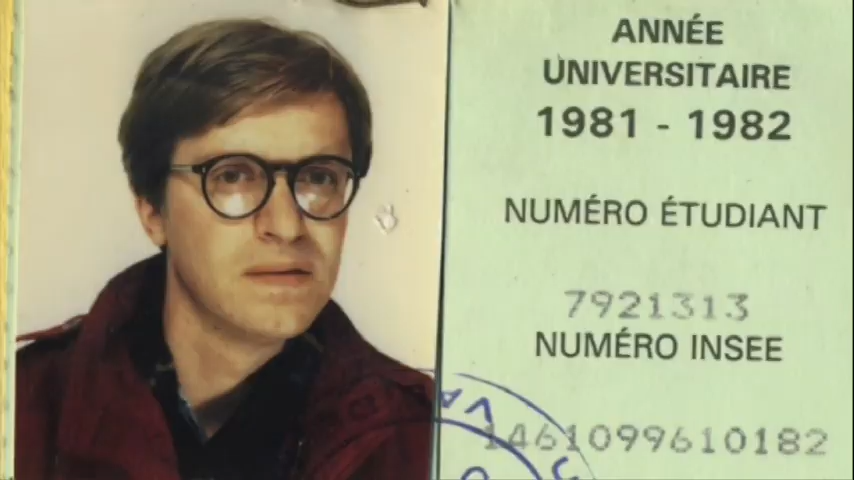 ANNÉE
UNIVERSITAIRE
1981 - 1982
NUMÉRO ÉTUDIANT
7921313
NUMÉRO INSEE
1461099610182